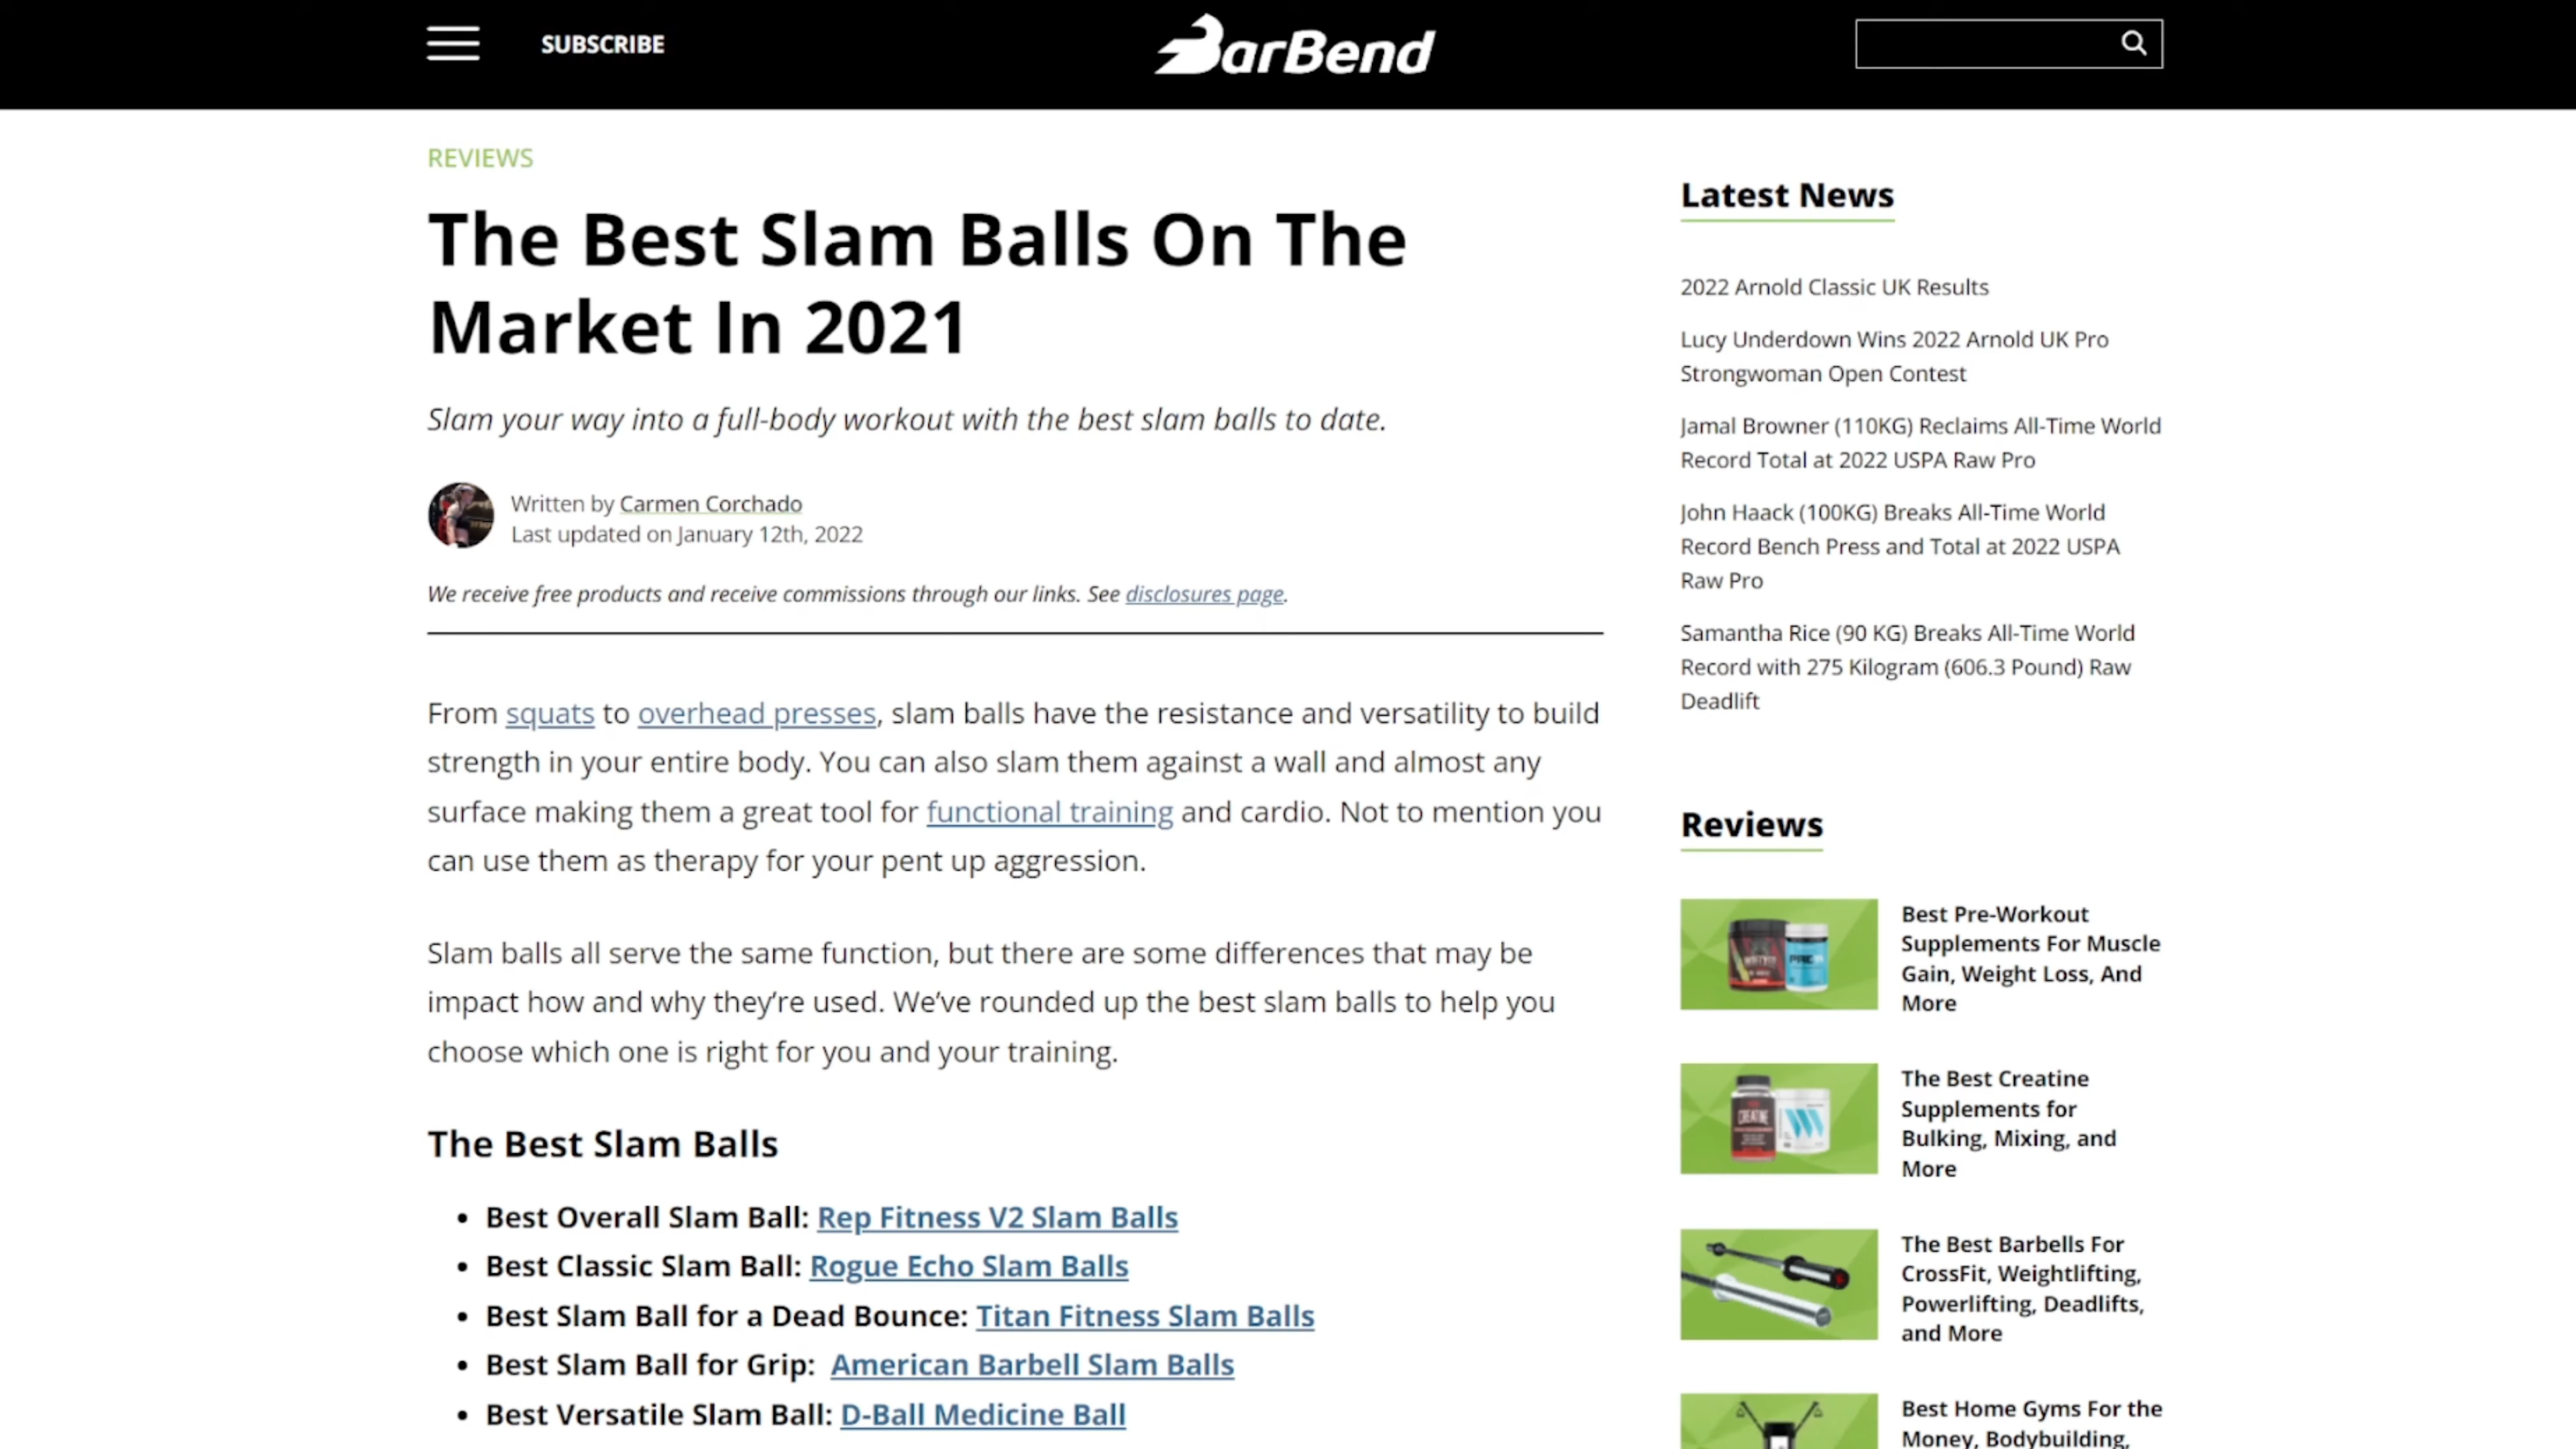 SUBSCRIBE
BarBend
REVIEWS
The Best Slam Balls On The
Market In 2021
Slam your way into a full-body workout with the best slam balls to date.
Written by Carmen Corchado
Last updated on January 12th, 2022
We receive free products and receive commissions through our links. See disclosures page.
From squats to overhead presses, slam balls have the resistance and versatility to build
strength in your entire body. You can also slam them against a wall and almost any
surface making them a great tool for functional training and cardio. Not to mention you
can use them as therapy for your pent up aggression.
Slam balls all serve the same function, but there are some differences that may be
impact how and why they're used. We've rounded up the best slam balls to help you
choose which one is right for you and your training.
The Best Slam Balls
• Best Overall Slam Ball: Rep Fitness V2 Slam Balls
• Best Classic Slam Ball: Rogue Echo Slam Balls
• Best Slam Ball for a Dead Bounce: Titan Fitness Slam Balls
• Best Slam Ball for Grip: American Barbell Slam Balls
• Best Versatile Slam Ball: D-Ball Medicine Ball
Latest News
2022 Arnold Classic UK Results
Lucy Underdown Wins 2022 Arnold UK Pro
Strongwoman Open Contest
Jamal Browner (110KG) Reclaims All-Time World
Record Total at 2022 USPA Raw Pro
John Haack (100KG) Breaks All-Time World
Record Bench Press and Total at 2022 USPA
Raw Pro
Samantha Rice (90 KG) Breaks All-Time World
Record with 275 Kilogram (606.3 Pound) Raw
Deadlift
Reviews
Best Pre-Workout
Supplements For Muscle
Gain, Weight Loss, And
More
CREATINE
The Best Creatine
Supplements for
Bulking, Mixing, and
More
The Best Barbells For
CrossFit, Weightlifting,
Powerlifting, Deadlifts,
and More
Best Home Gyms For the
Money, Bodybuilding,